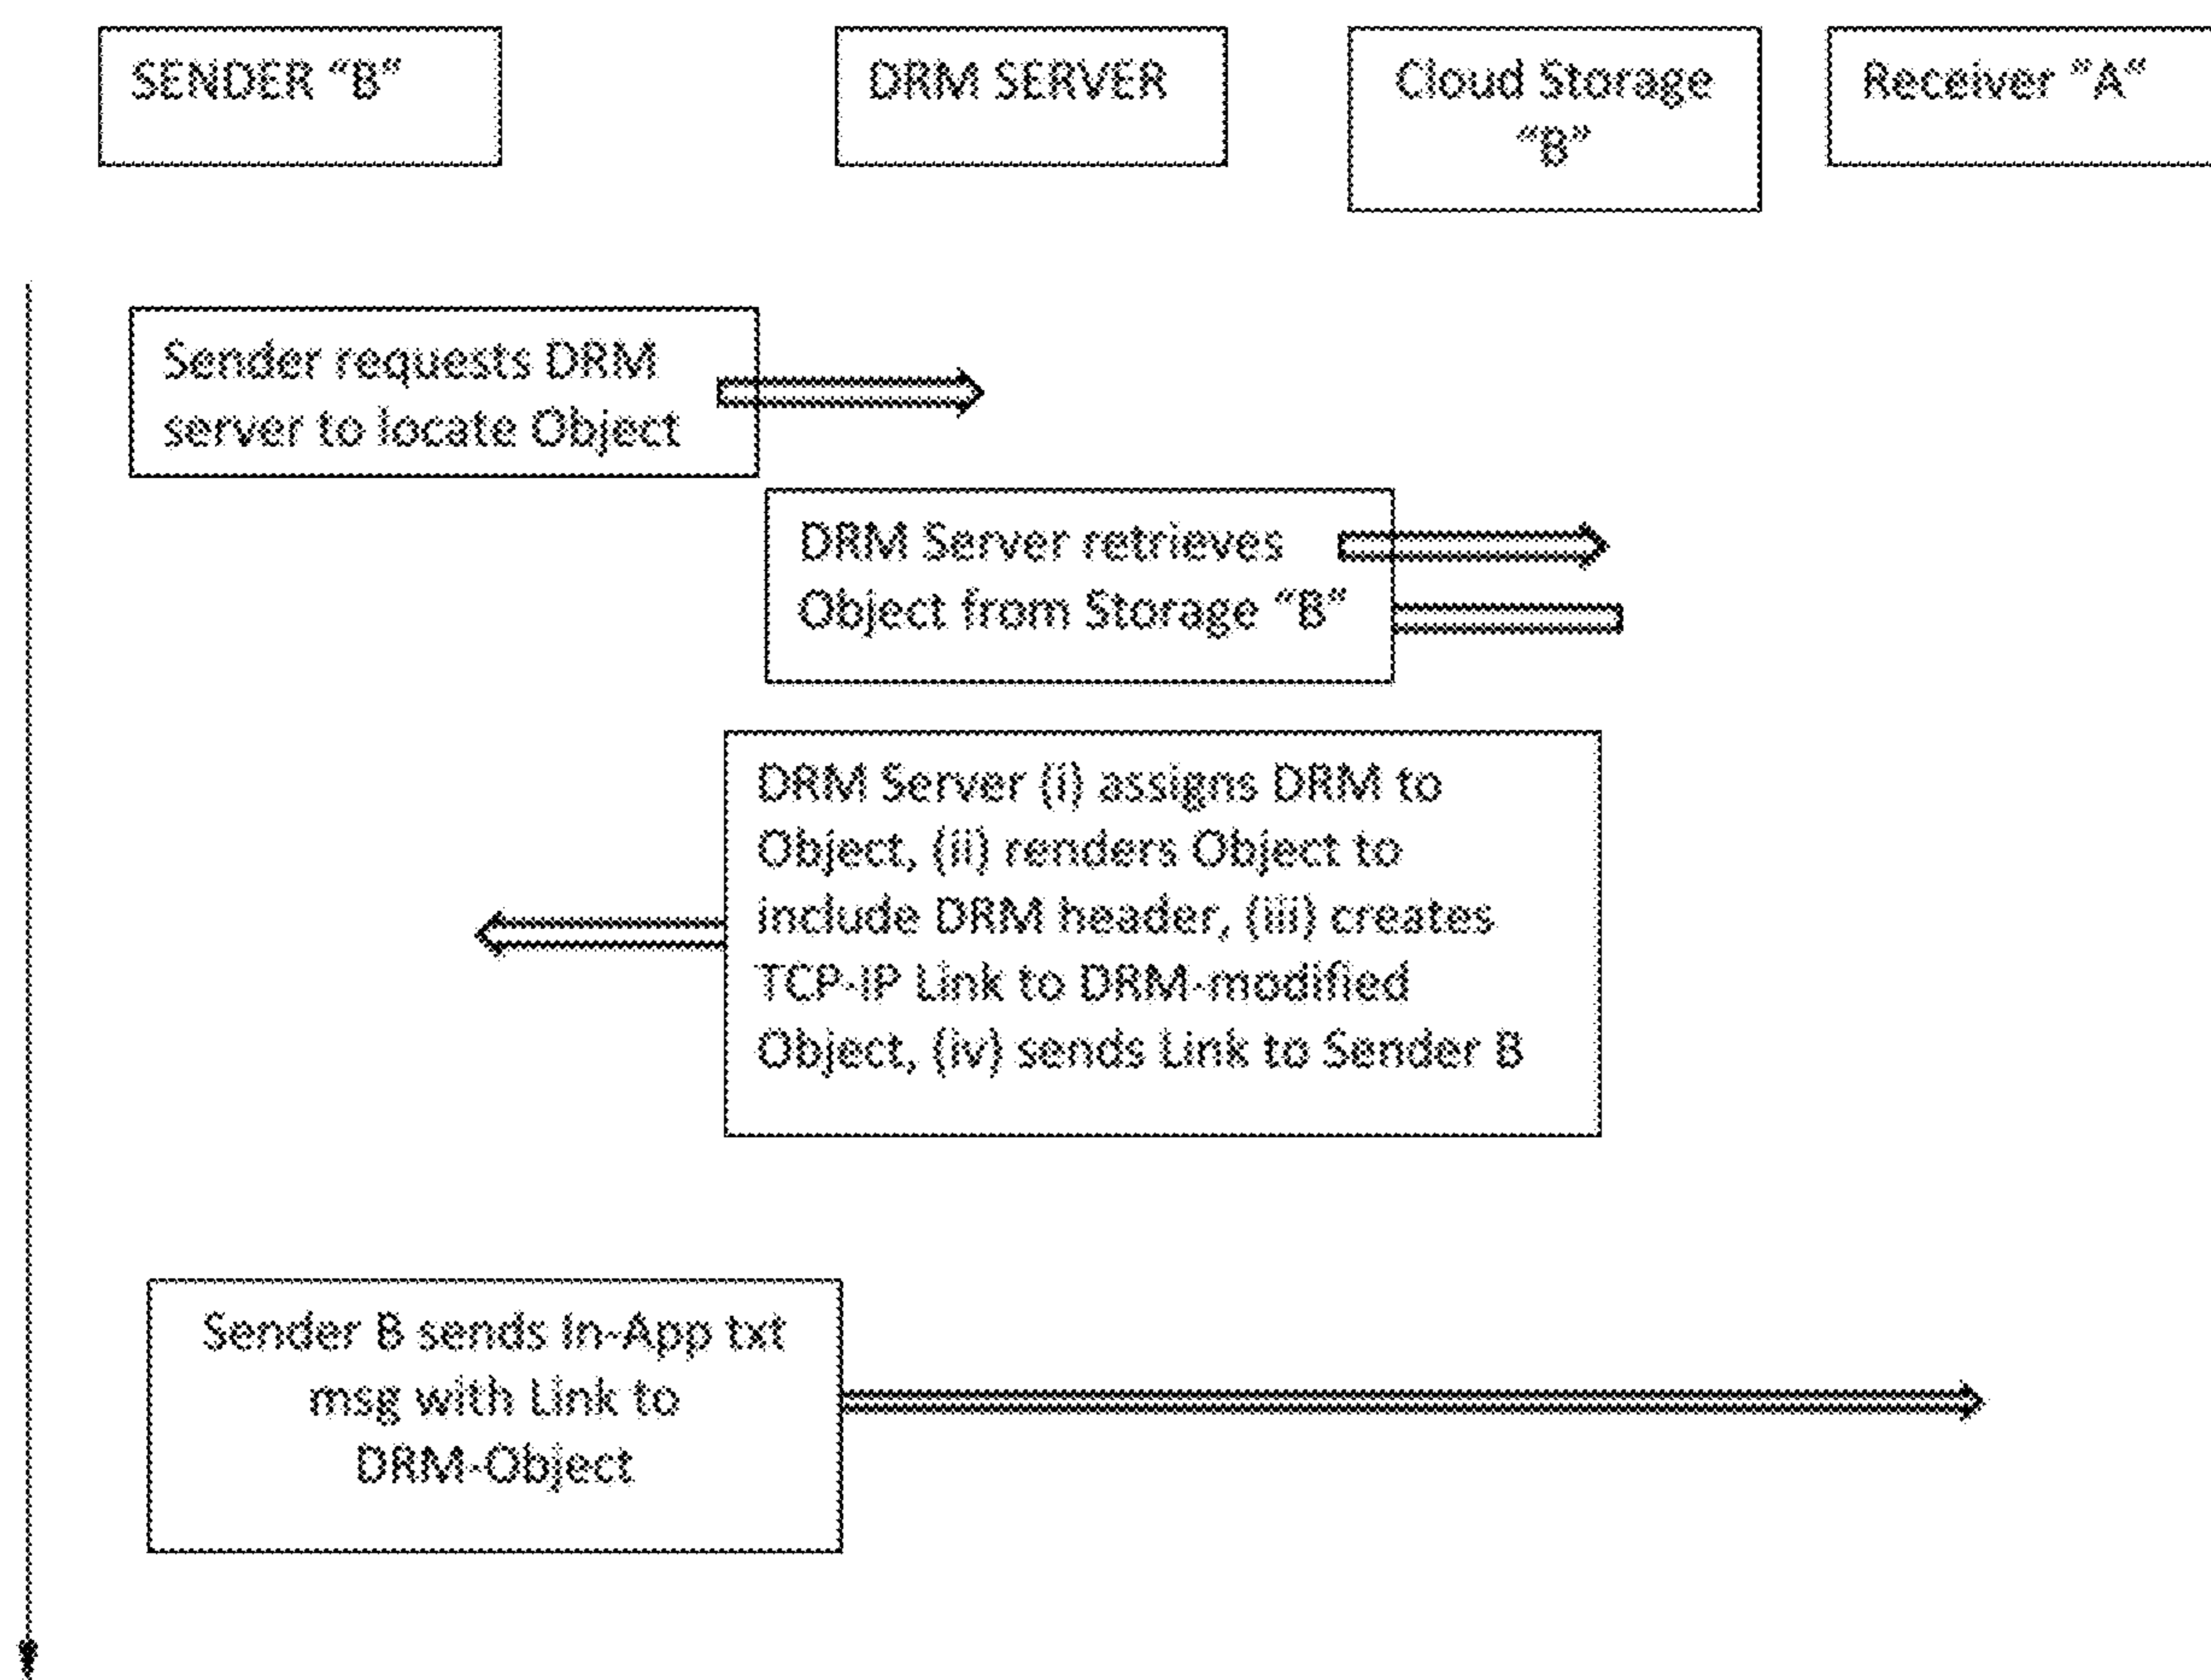 SENDER “B”
DRM SERVER
Cloud Storage
“B”
Receiver ”A“
Sender requests DRM
server to locate Object
DRM Server retrieves
Object from Storage “B”
DRM Server (i) assigns DRM to
Object, (ii) renders Object to
include DRM header, (iii) creates
TCP-IP Link to DRM-modified
Object, (iv) sends Link to Sender B
Sender B sends In-App txt
msg with Link to
DRM-Object